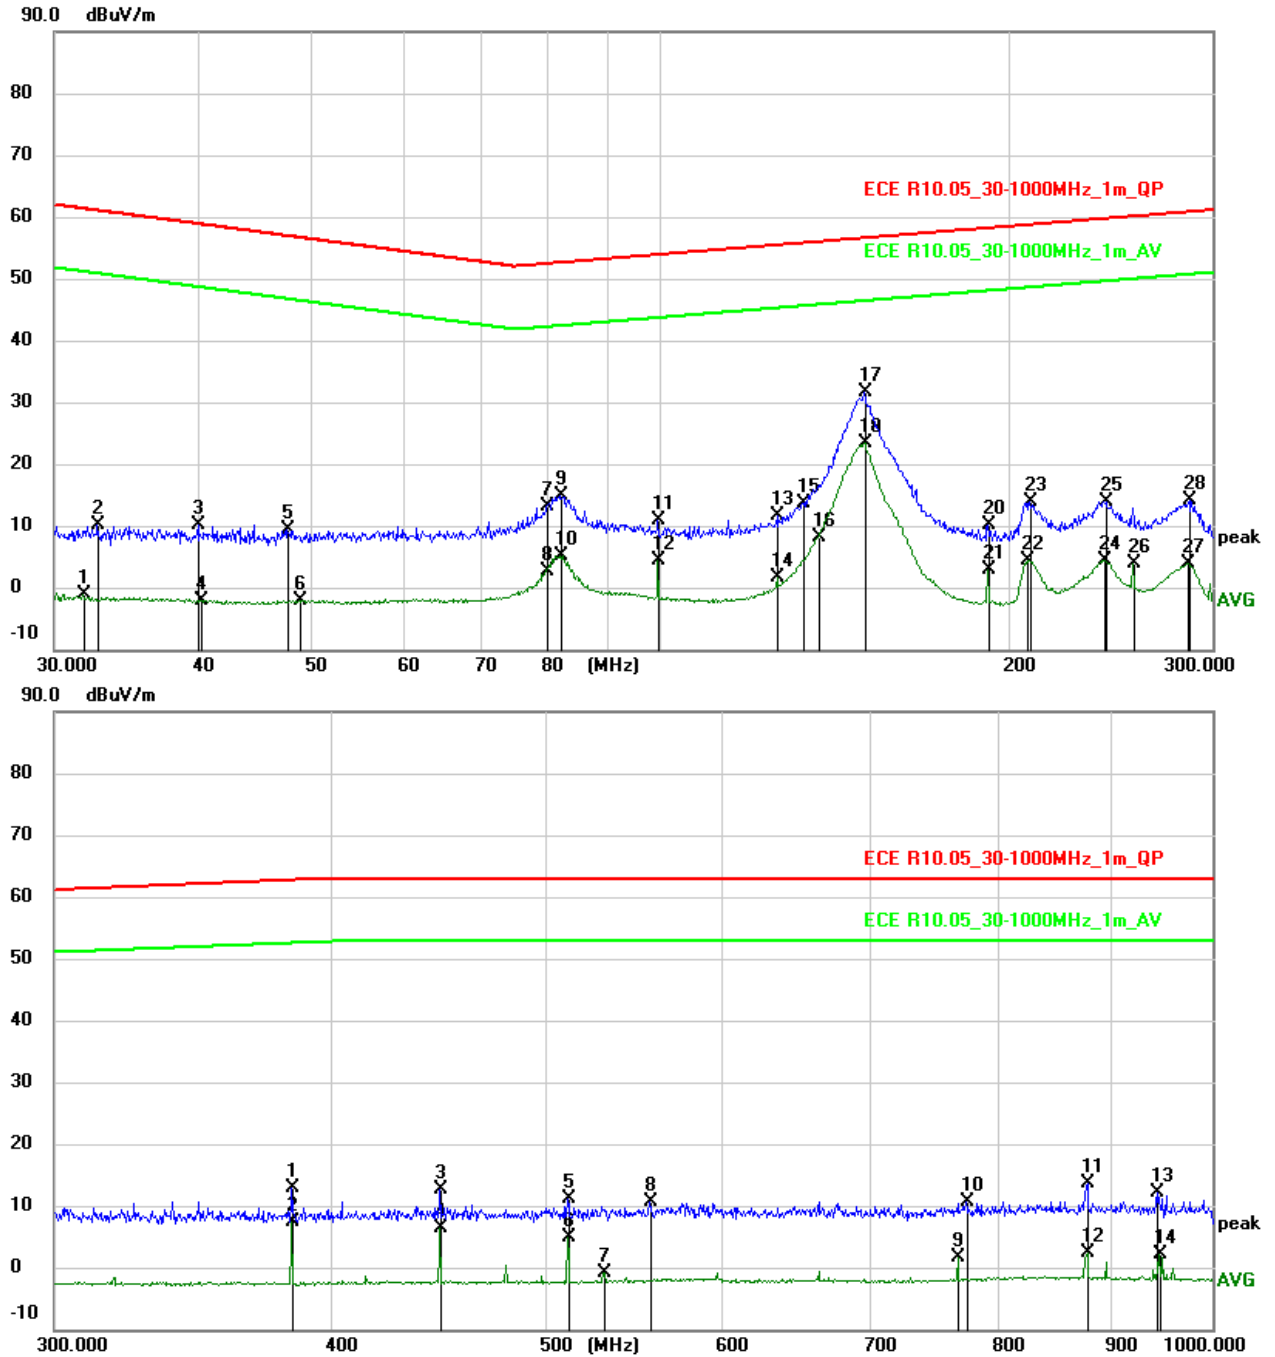 90.0 dBuV/m
80
70
ECE R10.05_30-1000MHz_1m_QP
60
ECE R10.05_30-1000MHz_1m_AV
50
40
17
30
18
20
9 7 23 25 28
2 3 5 11 13 15 16 20
10
8 10 12 14 21 22 24 26 27
peak
0
1 4 6
AVG
-10
30.000 40 50 60 70 80 (MHz) 200 300.000
90.0 dBuV/m
80
70
ECE R10.05_30-1000MHz_1m_QP
60
ECE R10.05_30-1000MHz_1m_AV
50
40
30
20
1 3 5 8 10 11 13
10
2 6
peak
7 9 12 14
0
AVG
-10
300.000 400 500 (MHz) 600 700 800 900 1000.000